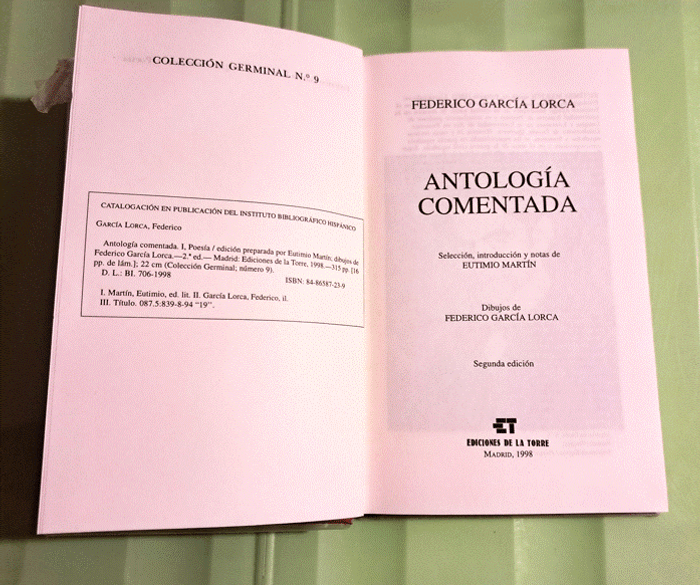 COLECCIÓN GERMINAL N.º 9
CATALOGACIÓN EN PUBLICACIÓN DEL INSTITUTO BIBLIOGRÁFICO HISPÁNICO
GARCÍA LORCA, Federico
Antología comentada. I, Poesía / edición preparada por Eutimio Martín; dibujos de
Federico García Lorca.—2.ª ed.— Madrid: Ediciones de la Torre, 1998.—315 pp. [16
pp. de lám.]; 22 cm (Colección Germinal; número 9).
D. L.: BI. 706-1998
ISBN: 84-86587-23-9
I. Martín, Eutimio, ed. lit. II. García Lorca, Federico, il.
III. Título. 087.5:839-8-94 "19".
FEDERICO GARCÍA LORCA
ANTOLOGÍA
COMENTADA
Selección, introducción y notas de
EUTIMIO MARTÍN
Dibujos de
FEDERICO GARCÍA LORCA
Segunda edición
ET
EDICIONES DE LA TORRE
MADRID, 1998